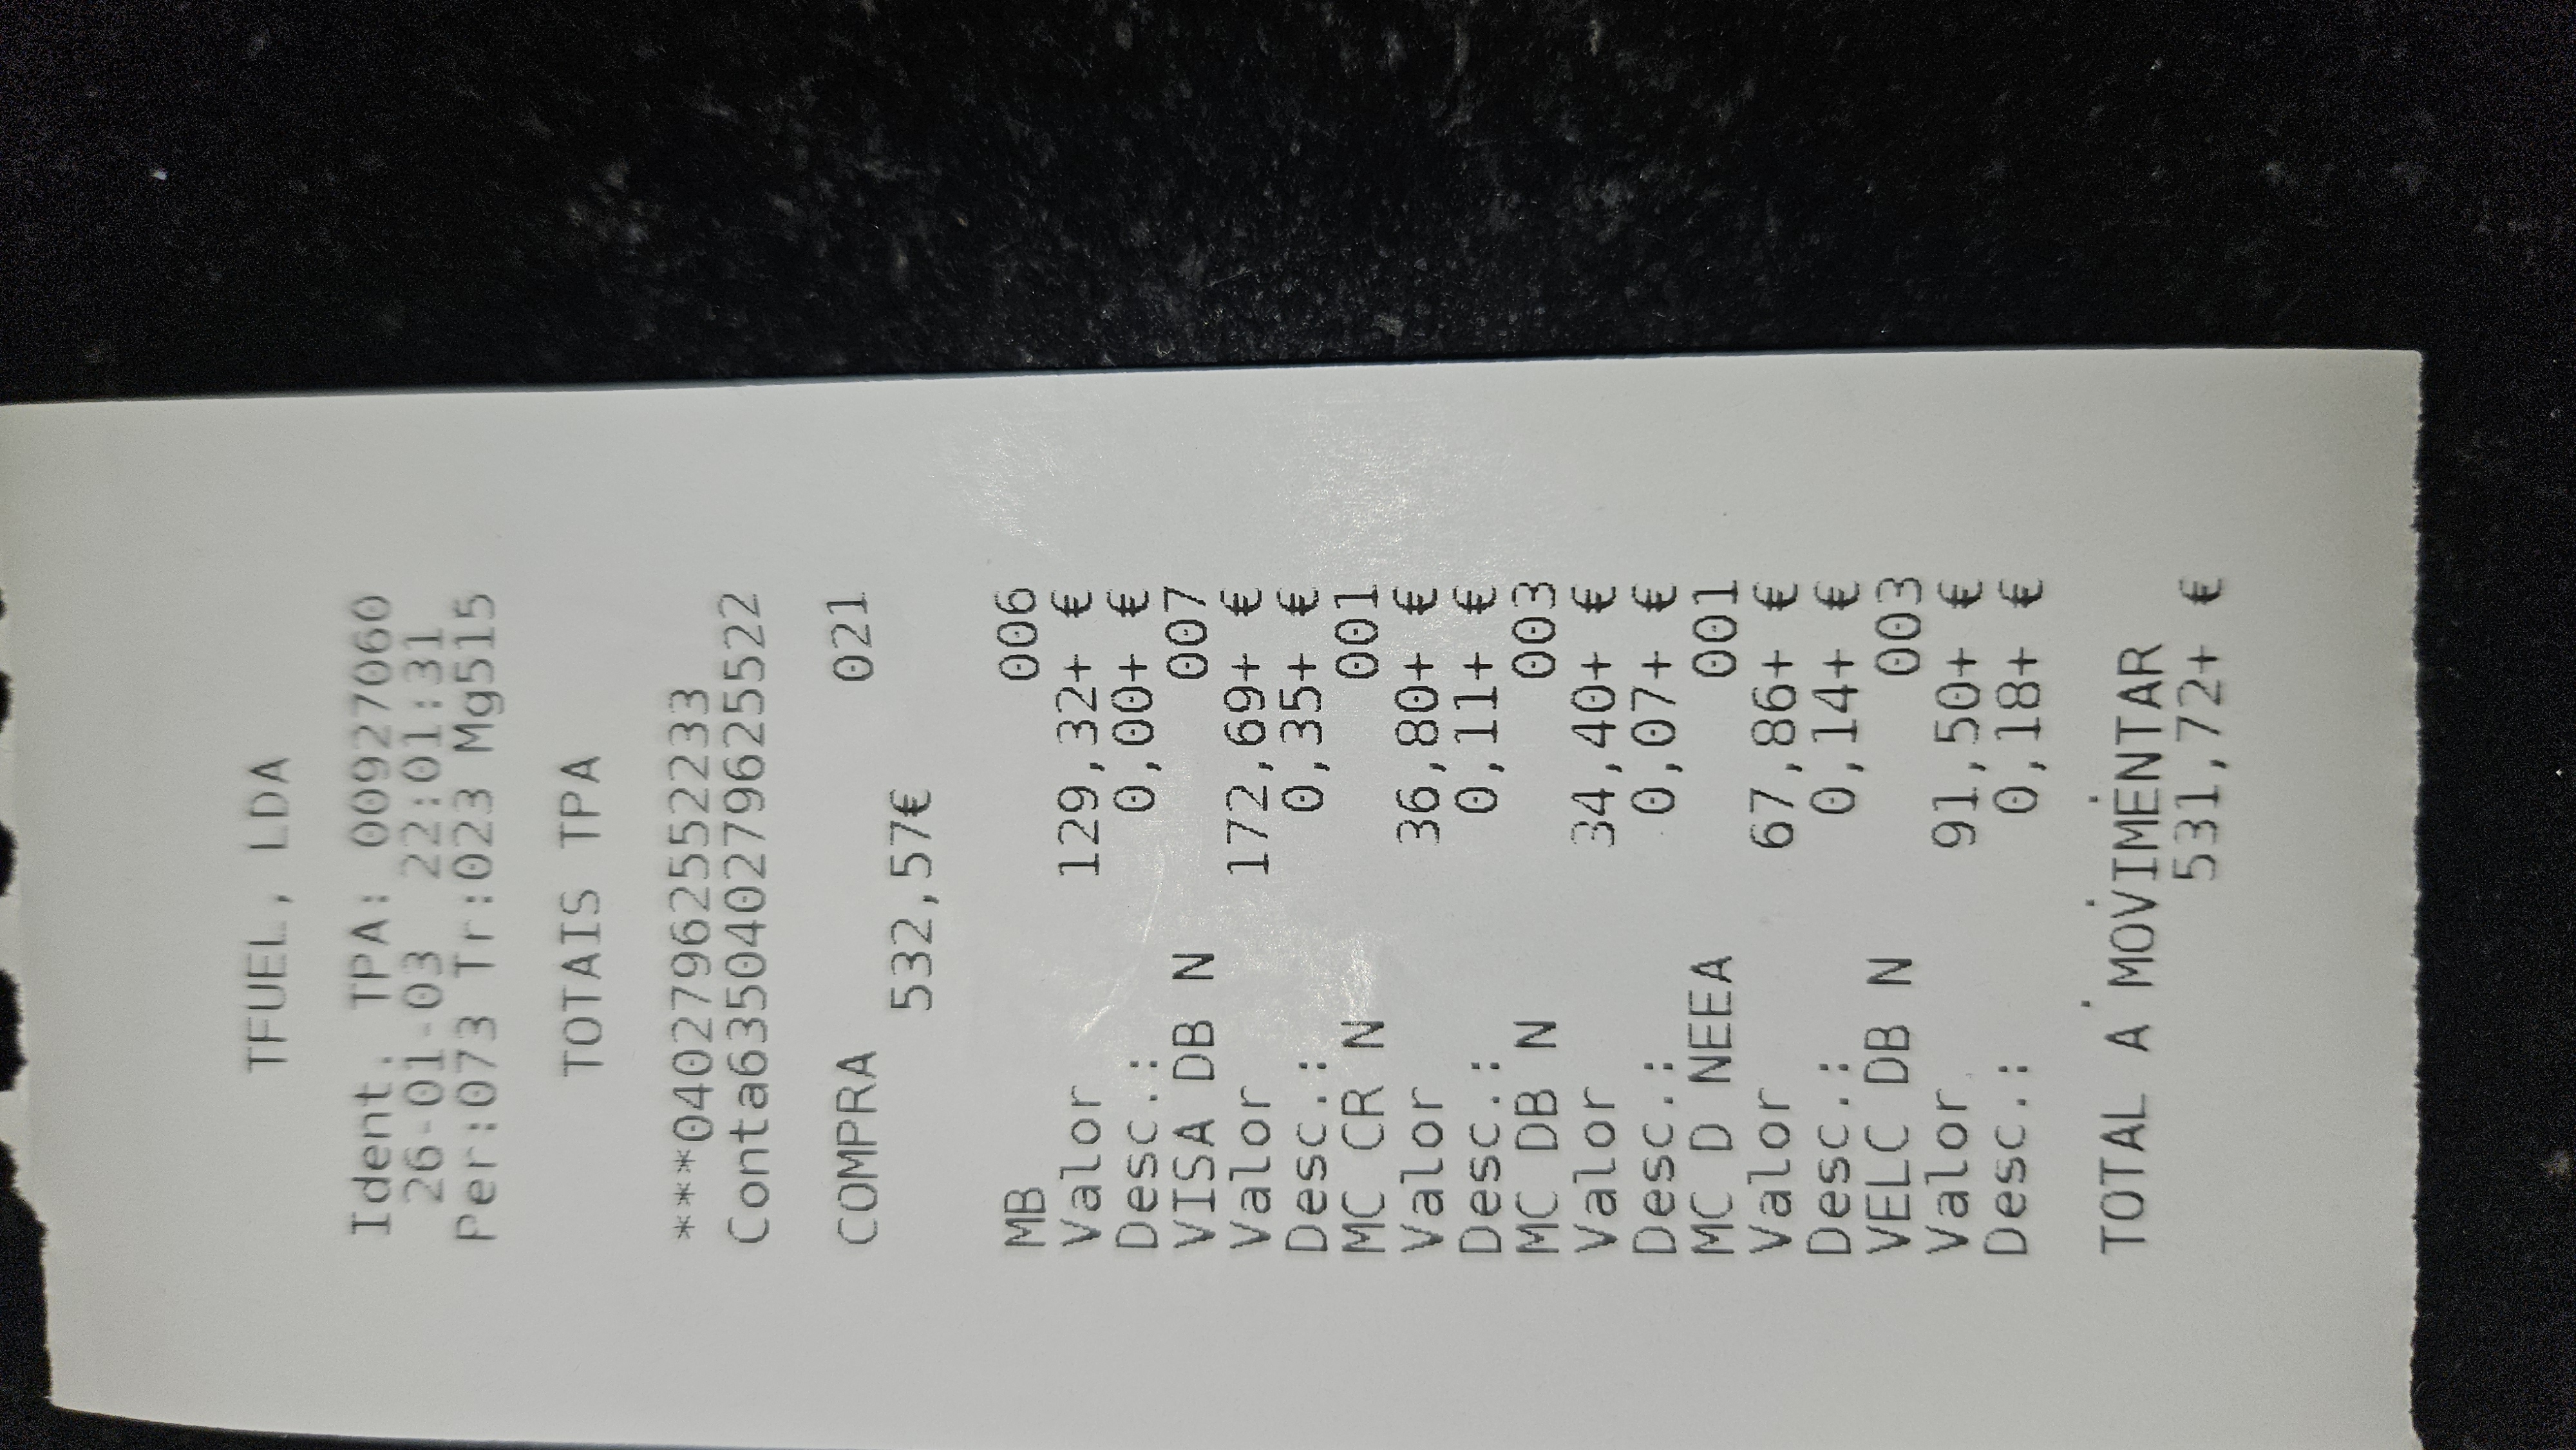 TFUEL, LDA
Ident. TPA: 00927060
26-01-03 22:01:31
Per:073 Tr:023 Mg515
TOTAIS TPA
***0402796255552233
Conta63504027962555522
COMPRA 021
532,57€
MB 006
Valor 129,32+ €
Desc.: 0,00+ €
VISA DB N 007
Valor 172,69+ €
Desc.: 0,35+ €
MC CR N 001
Valor 36,80+ €
Desc.: 0,11+ €
MC DB N 003
Valor 34,40+ €
Desc.: 0,07+ €
MC D NEEA 001
Valor 67,86+ €
Desc.: 0,14+ €
VELC DB N 003
Valor 91,50+ €
Desc.: 0,18+ €
TOTAL A MOVIMENTAR
531,72+ €